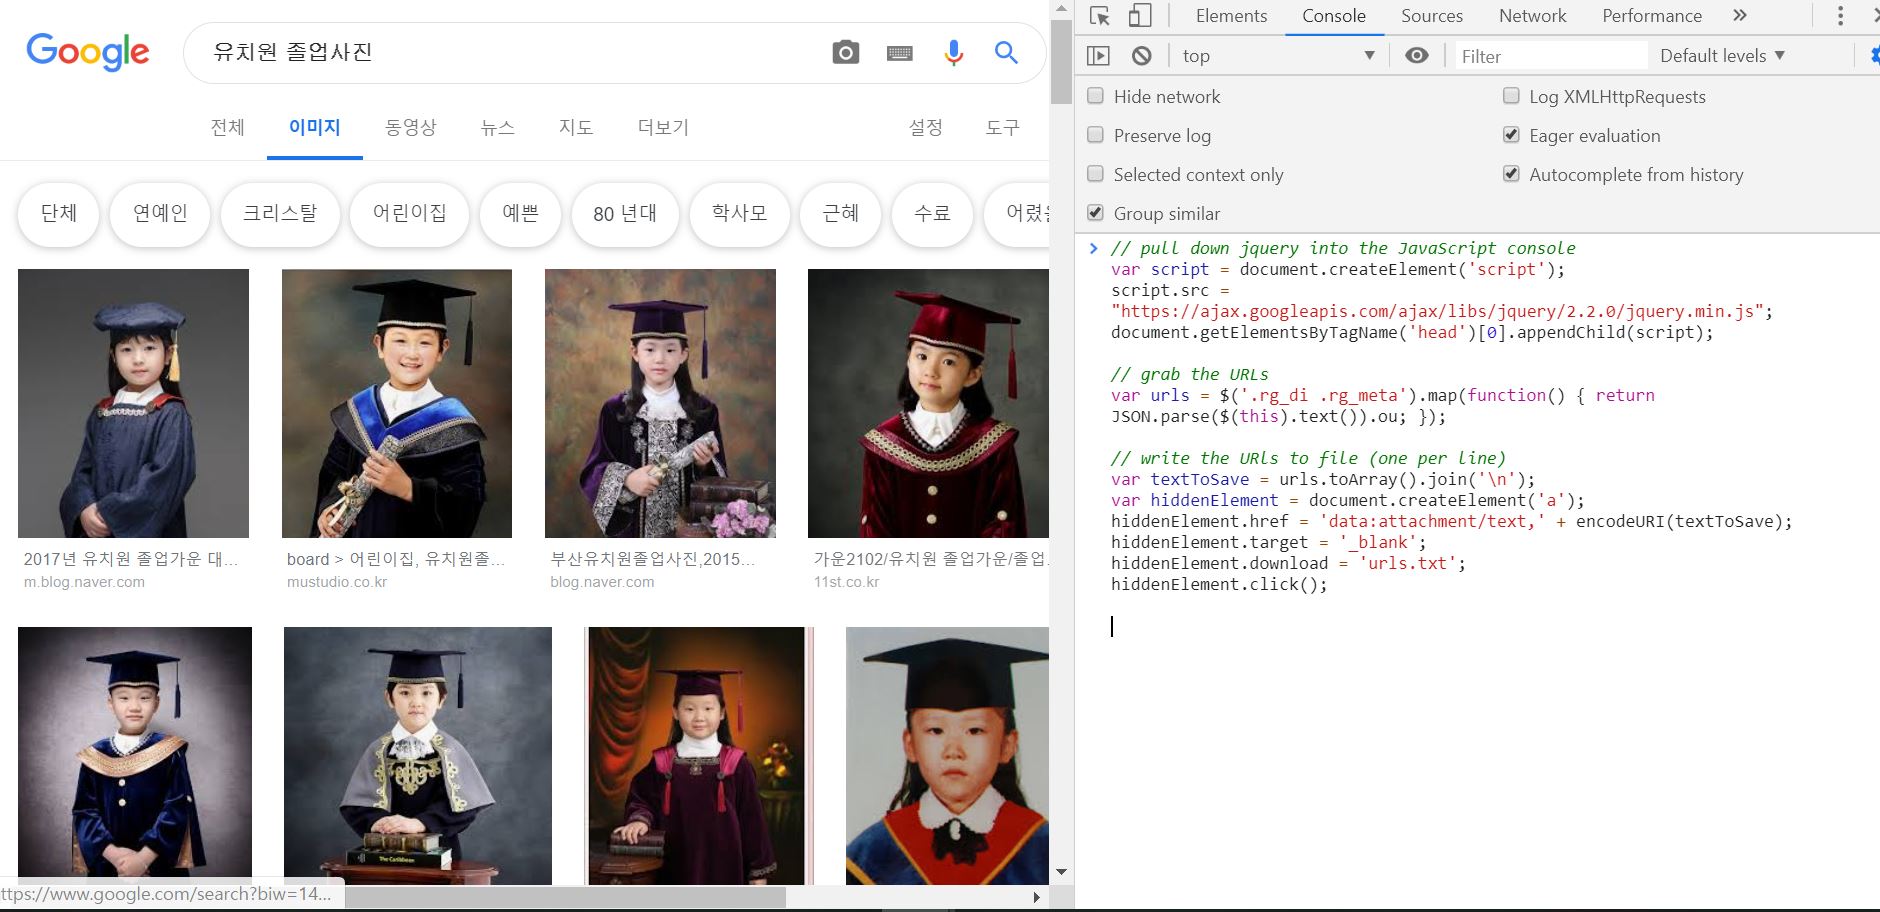 Google
유치원 졸업사진
전체 이미지 동영상 뉴스 지도 더보기 설정 도구
단체 연예인 크리스탈 어린이집 예쁜 80 년대 학사모 근혜 수료 어렸을
2017년 유치원 졸업가운 대...
m.blog.naver.com
board > 어린이집, 유치원졸...
mustudio.co.kr
부산유치원졸업사진,2015...
blog.naver.com
가운2102/유치원 졸업가운/졸업.
11st.co.kr
The Caribbean
ttps://www.google.com/search?biw=14...
Elements Console Sources Network Performance »
top Filter Default levels
Hide network Log XMLHttpRequests
Preserve log Eager evaluation
Selected context only Autocomplete from history
Group similar
// pull down jquery into the JavaScript console
var script = document.createElement('script');
script.src =
"https://ajax.googleapis.com/ajax/libs/jquery/2.2.0/jquery.min.js";
document.getElementsByTagName('head')[0].appendChild(script);
// grab the URLs
var urls = $('.rg_di .rg_meta').map(function() { return
JSON.parse($(this).text()).ou; });
// write the URls to file (one per line)
var textToSave = urls.toArray().join('\n');
var hiddenElement = document.createElement('a');
hiddenElement.href = 'data:attachment/text,' + encodeURI(textToSave);
hiddenElement.target = '_blank';
hiddenElement.download = 'urls.txt';
hiddenElement.click();